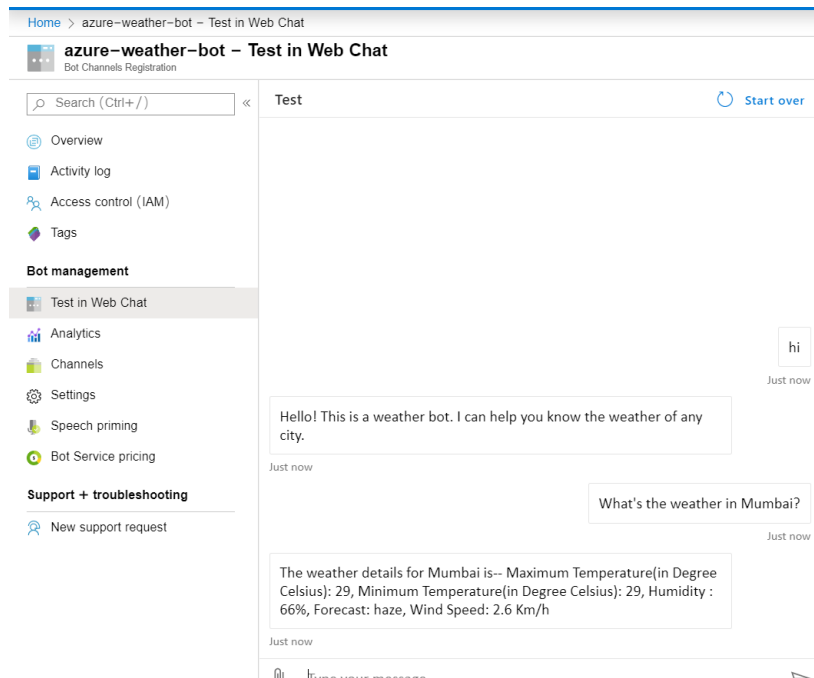 Home > azure-weather-bot - Test in Web Chat
azure-weather-bot - Test in Web Chat
Bot Channels Registration
Search (Ctrl+/)
«
Overview
Activity log
Access control (IAM)
Tags
Bot management
Test in Web Chat
Analytics
Channels
Settings
Speech priming
Bot Service pricing
Support + troubleshooting
New support request
Test
Start over
hi
Just now
Hello! This is a weather bot. I can help you know the weather of any
city.
Just now
What's the weather in Mumbai?
Just now
The weather details for Mumbai is-- Maximum Temperature(in Degree
Celsius): 29, Minimum Temperature(in Degree Celsius): 29, Humidity :
66%, Forecast: haze, Wind Speed: 2.6 Km/h
Just now
Type your message